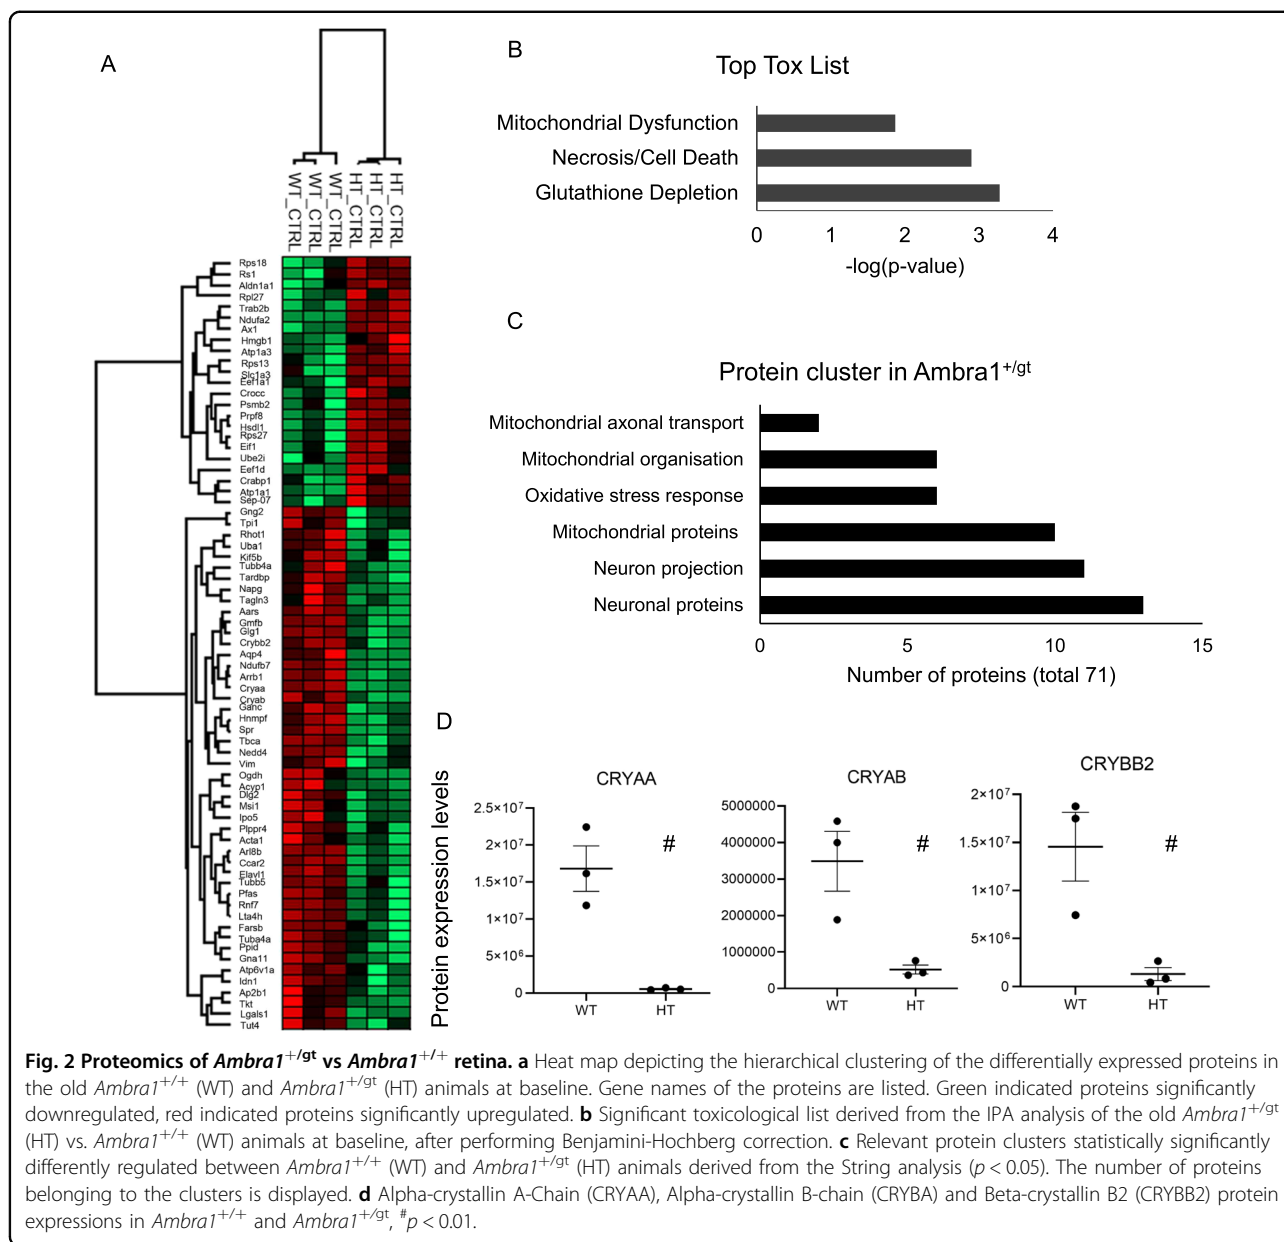 A
WT_CTRL
WT_CTRL
WT_CTRL
HT_CTRL
HT_CTRL
HT_CTRL
Rps18
Rs1
Aldn1a1
Rpl27
Trab2b
Ndufa2
Ax1
Hmgb1
Atp1a3
Rps13
Slc1a3
Eef1a1
Crocc
Psmb2
Prpf8
Hsdl1
Rps27
Eif1
Ube2i
Eef1d
Crabp1
Atp1a1
Sep-07
Gng2
Tpi1
Rhot1
Uba1
Kif5b
Tubb4a
Tardbp
Napg
Tagln3
Aars
Gmfb
Glg1
Crybb2
Aqp4
Ndufb7
Arrb1
Cryaa
Cryab
Ganc
Hnmpf
Spr
Tbca
Nedd4
Vim
Ogdh
Acyp1
Dlg2
Msi1
Ipo5
Plppr4
Acta1
Arl8b
Ccar2
Elavl1
Tubb5
Pfas
Rnf7
Lta4h
Farsb
Tuba4a
Ppid
Gna11
Atp6v1a
Idn1
Ap2b1
Tkt
Lgals1
Tut4
B
Top Tox List
Mitochondrial Dysfunction
Necrosis/Cell Death
Glutathione Depletion
0 1 2 3 4
-log(p-value)
C
Protein cluster in Ambra1+/gt
Mitochondrial axonal transport
Mitochondrial organisation
Oxidative stress response
Mitochondrial proteins
Neuron projection
Neuronal proteins
0 5 10 15
Number of proteins (total 71)
D
Protein expression levels
CRYAA
2.5×10⁷
2×10⁷
1.5×10⁷
1×10⁷
5×10⁶
0
#
WT HT
CRYAB
5000000
4000000
3000000
2000000
1000000
0
#
WT HT
CRYBB2
2×10⁷
1.5×10⁷
1×10⁷
5×10⁶
0
#
WT HT
Fig. 2 Proteomics of Ambra1+/gt vs Ambra1+/+ retina. a Heat map depicting the hierarchical clustering of the differentially expressed proteins in
the old Ambra1+/+ (WT) and Ambra1+/gt (HT) animals at baseline. Gene names of the proteins are listed. Green indicated proteins significantly
downregulated, red indicated proteins significantly upregulated. b Significant toxicological list derived from the IPA analysis of the old Ambra1+/gt
(HT) vs. Ambra1+/+ (WT) animals at baseline, after performing Benjamini-Hochberg correction. c Relevant protein clusters statistically significantly
differently regulated between Ambra1+/+ (WT) and Ambra1+/gt (HT) animals derived from the String analysis (p < 0.05). The number of proteins
belonging to the clusters is displayed. d Alpha-crystallin A-Chain (CRYAA), Alpha-crystallin B-chain (CRYBA) and Beta-crystallin B2 (CRYBB2) protein
expressions in Ambra1+/+ and Ambra1+/gt, #p < 0.01.